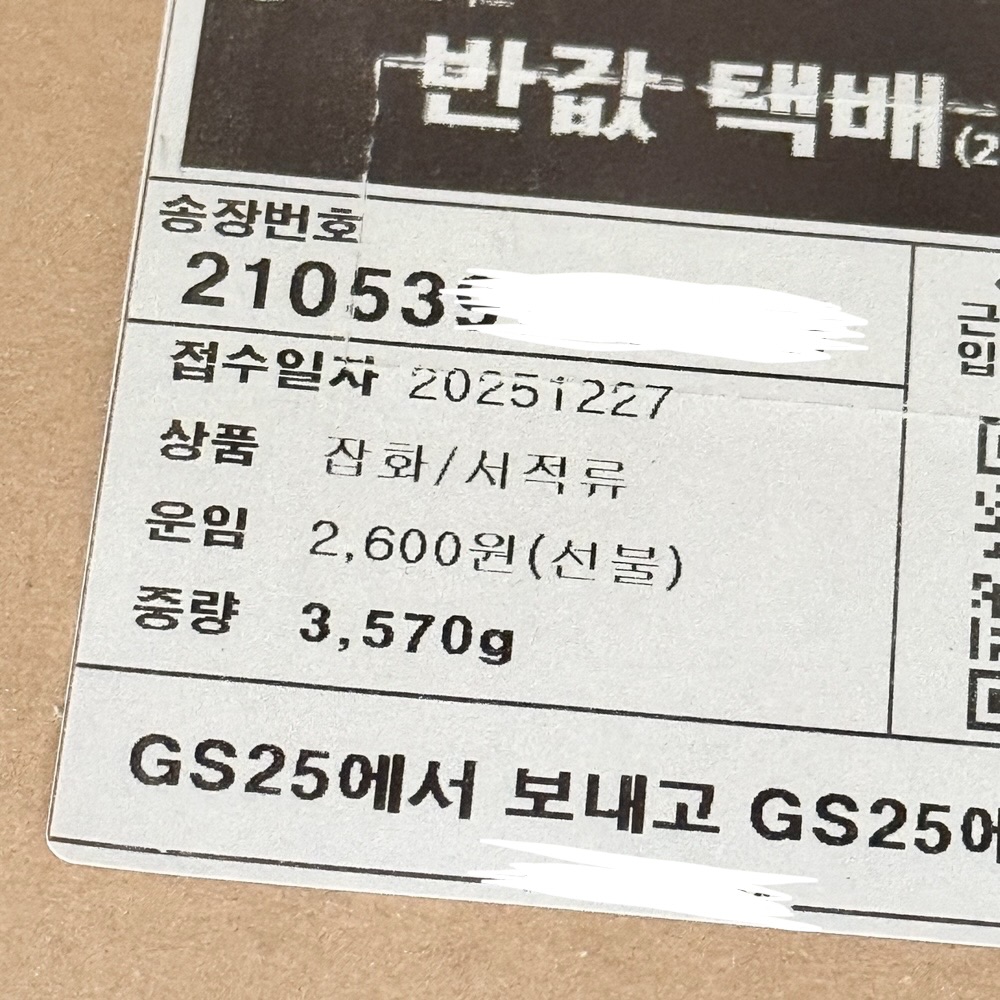 반값 택배(2
송장번호
210539
접수일자 20251227
상품 잡화/서적류
운임 2,600원(선불)
중량 3,570g
GS25에서 보내고 GS25에